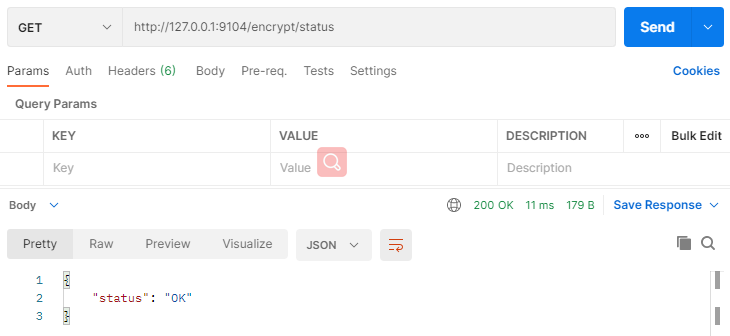 GET http://127.0.0.1:9104/encrypt/status Send
Params Auth Headers (6) Body Pre-req. Tests Settings Cookies
Query Params
KEY VALUE DESCRIPTION ooo Bulk Edit
Key Value Description
Body 200 OK 11 ms 179 B Save Response
Pretty Raw Preview Visualize JSON
1 {
2 "status": "OK"
3 }